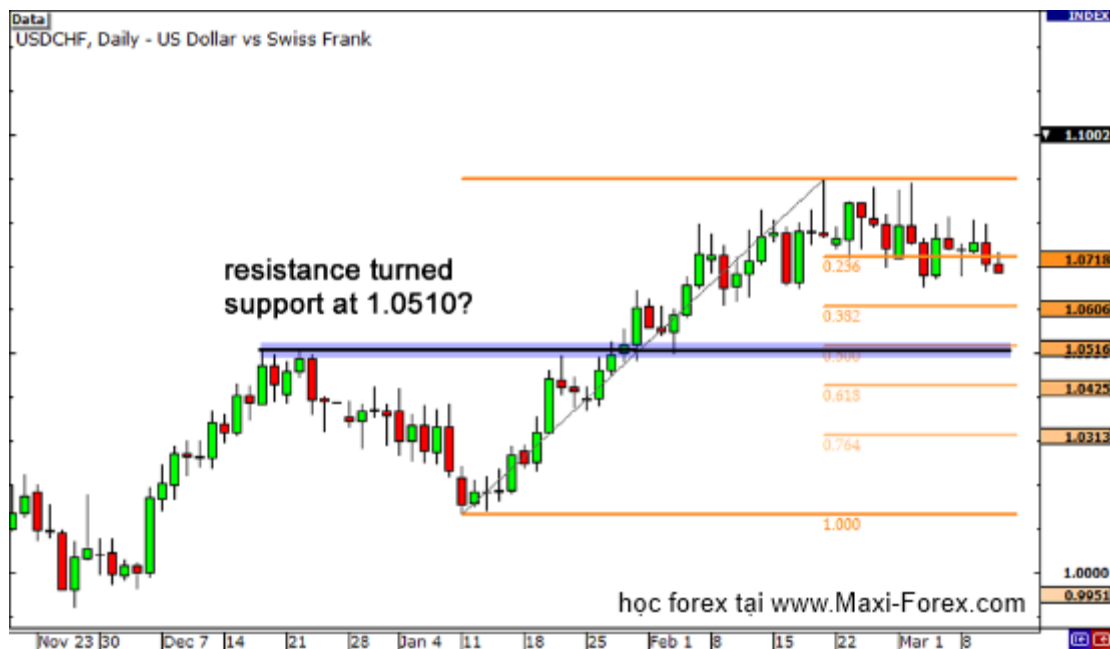 Data
INDEX
USDCHF, Daily - US Dollar vs Swiss Frank
1.1002
resistance turned
support at 1.0510?
0.236
1.0718
0.382
1.0606
0.500
1.0516
0.618
1.0425
0.764
1.0313
1.000
1.0000
0.9951
học forex tại www.Maxi-Forex.com
Nov 23 30 Dec 7 14 21 28 Jan 4 11 18 25 Feb 1 8 15 22 Mar 1 8